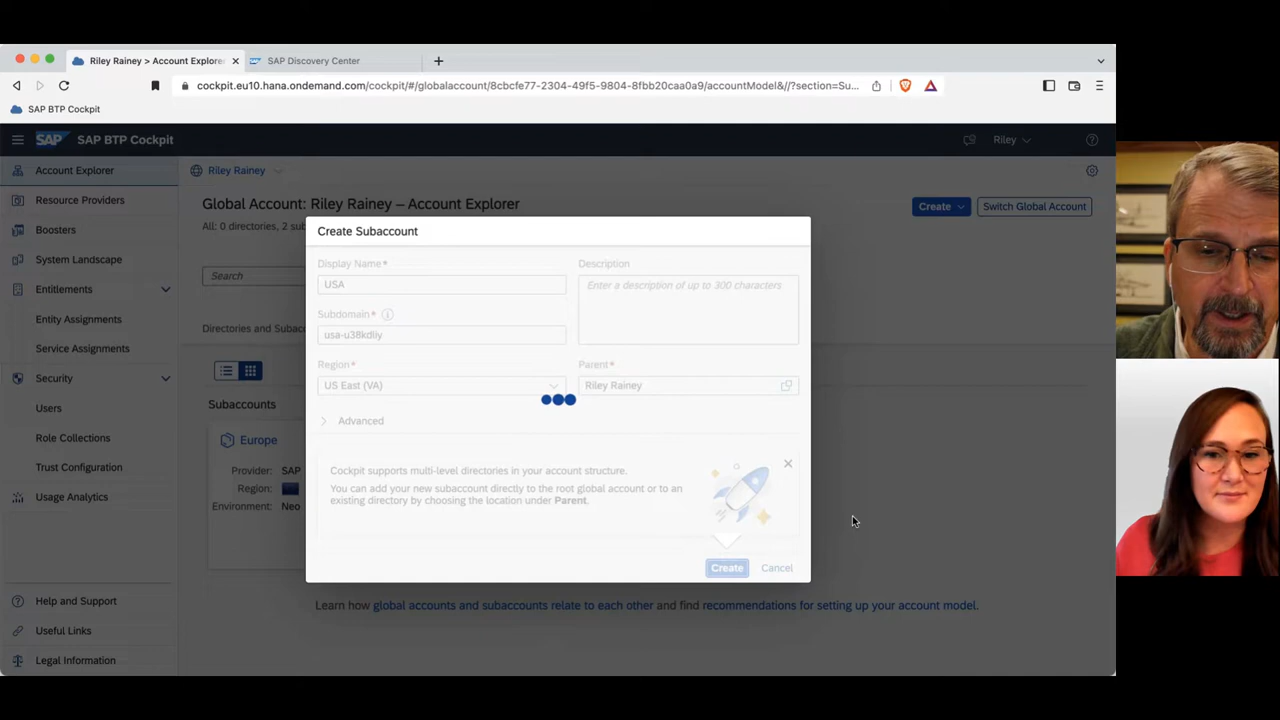 Riley Rainey > Account Explore
SAP Discovery Center
cockpit.eu10.hana.ondemand.com/cockpit/#/globalaccount/8cbcfe77-2304-49f5-9804-8fbb20caa0a9/accountModel&//?section=Su...
SAP BTP Cockpit
SAP
SAP BTP Cockpit
Riley
Account Explorer
Resource Providers
Boosters
System Landscape
Entitlements
Entity Assignments
Service Assignments
Security
Users
Role Collections
Trust Configuration
Usage Analytics
Help and Support
Useful Links
Legal Information
Riley Rainey
Global Account: Riley Rainey – Account Explorer
Create
Switch Global Account
All: 0 directories, 2 sub
Search
Directories and Subacc
Subaccounts
Europe
Provider: SAP
Region:
Environment: Neo
Create Subaccount
Display Name*
USA
Description
Enter a description of up to 300 characters
Subdomain*
usa-u38kdliy
Region*
US East (VA)
Parent*
Riley Rainey
Advanced
Cockpit supports multi-level directories in your account structure.
You can add your new subaccount directly to the root global account or to an
existing directory by choosing the location under Parent.
Create
Cancel
Learn how global accounts and subaccounts relate to each other and find recommendations for setting up your account model.